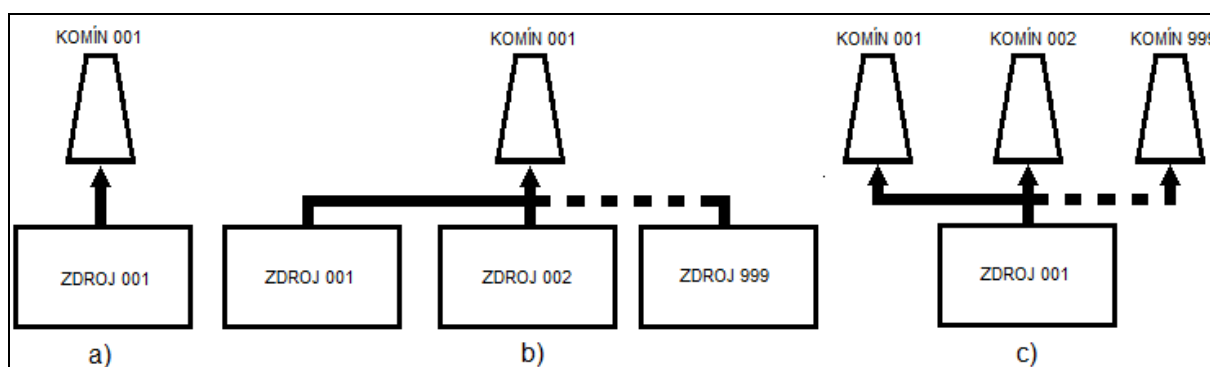 KOMÍN 001
KOMÍN 001
KOMÍN 001
KOMÍN 002
KOMÍN 999
ZDROJ 001
ZDROJ 001
ZDROJ 002
ZDROJ 999
ZDROJ 001
a)
b)
c)